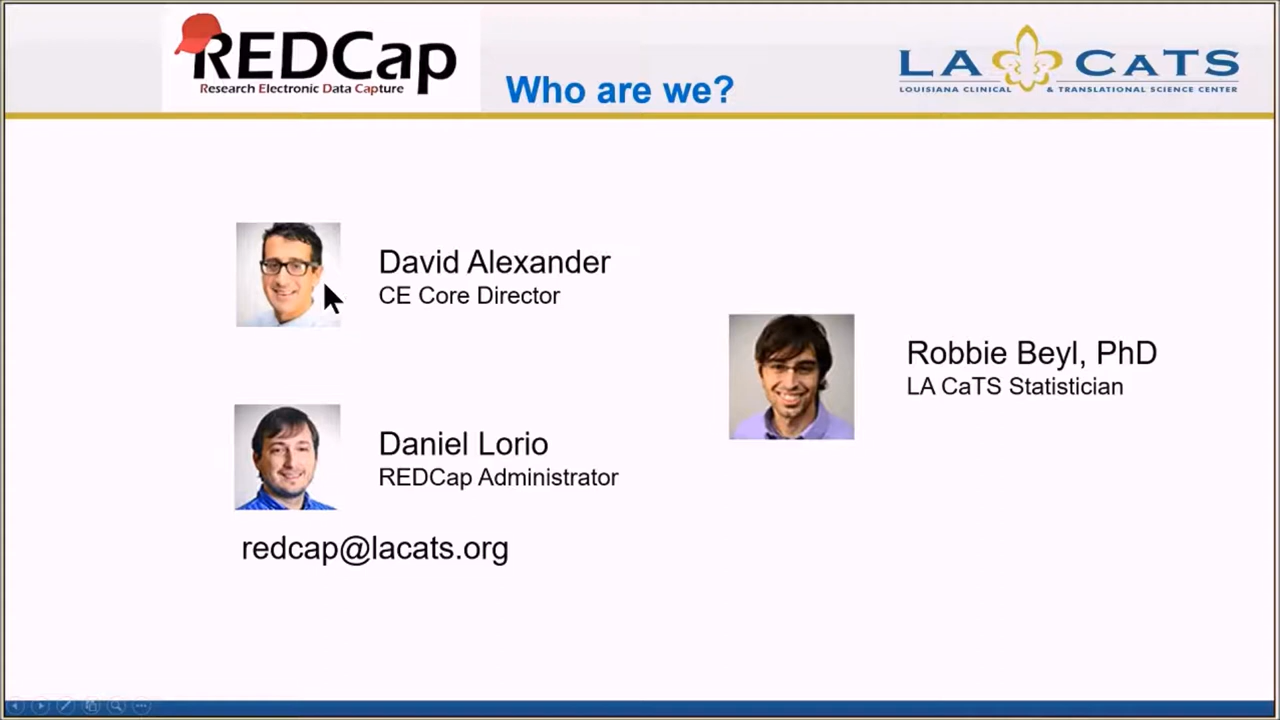 REDCap
Research Electronic Data Capture
Who are we?
LA CATS
LOUISIANA CLINICAL & TRANSLATIONAL SCIENCE CENTER
David Alexander
CE Core Director
Robbie Beyl, PhD
LA CaTS Statistician
Daniel Lorio
REDCap Administrator
redcap@lacats.org